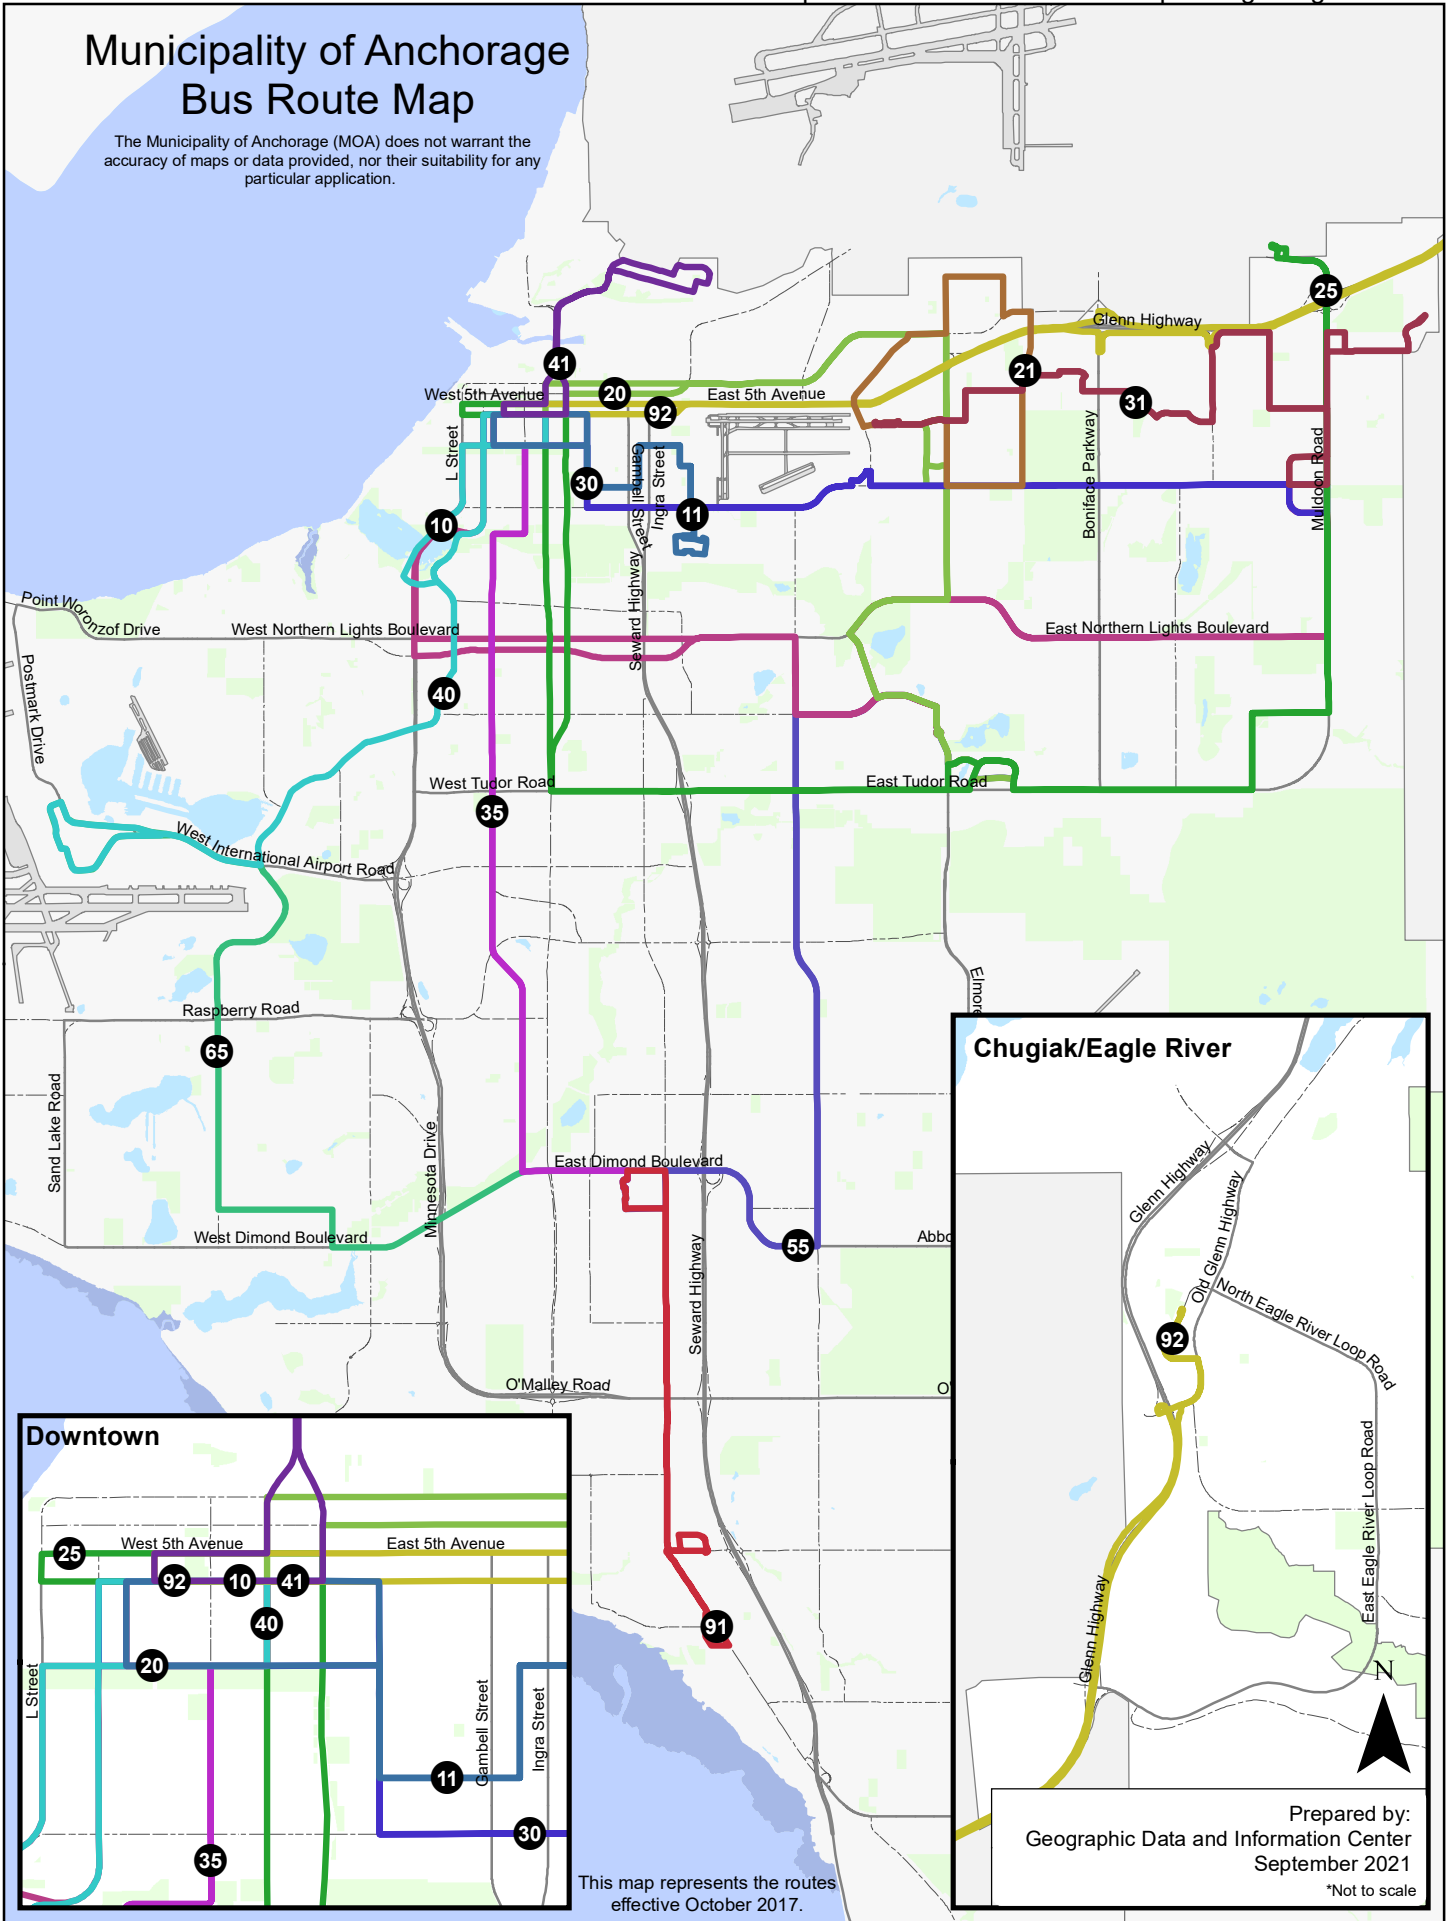 Municipality of Anchorage
Bus Route Map
The Municipality of Anchorage (MOA) does not warrant the
accuracy of maps or data provided, nor their suitability for any
particular application.
25
Glenn Highway
41
21
West 5th Avenue
20
East 5th Avenue
92
31
L Street
Gambell Street
Ingra Street
Boniface Parkway
Muldoon Road
30
11
10
Seward Highway
Point Woronzof Drive
West Northern Lights Boulevard
East Northern Lights Boulevard
Postmark Drive
40
West Tudor Road
East Tudor Road
35
West International Airport Road
Elmore
Raspberry Road
65
Sand Lake Road
Minnesota Drive
East Dimond Boulevard
West Dimond Boulevard
55
Abbo
Seward Highway
O'Malley Road
O'
91
Chugiak/Eagle River
Glenn Highway
Old Glenn Highway
North Eagle River Loop Road
92
East Eagle River Loop Road
Glenn Highway
N
Prepared by:
Geographic Data and Information Center
September 2021
*Not to scale
Downtown
West 5th Avenue
East 5th Avenue
25
92
10
41
40
20
L Street
Gambell Street
Ingra Street
11
30
35
This map represents the routes
effective October 2017.